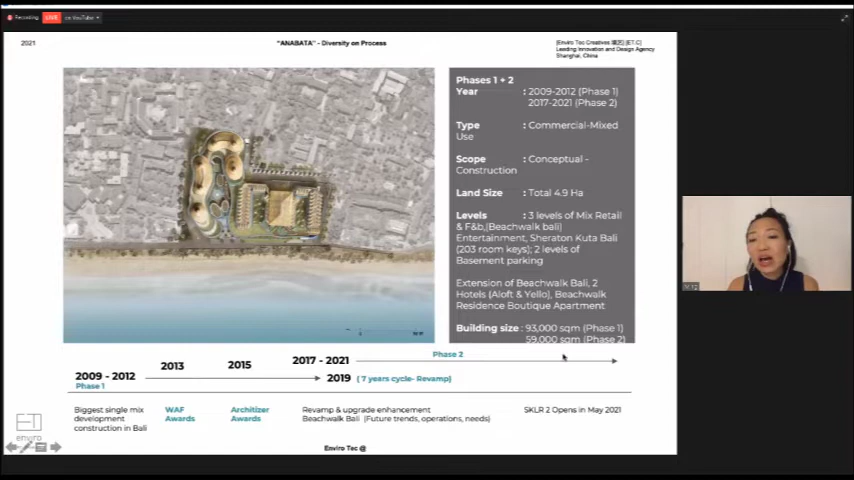 Recording
LIVE
on YouTube
2021
"ANABATA" - Diversity on Process
Leading Innovation and Design Agency
Shanghai, China
Phases 1 + 2
Year : 2009-2012 (Phase 1)
2017-2021 (Phase 2)
Type : Commercial-Mixed
Use
Scope : Conceptual -
Construction
Land Size : Total 4.9 Ha
Levels : 3 levels of Mix Retail
& F&b,(Beachwalk bali)
Entertainment, Sheraton Kuta Bali
(203 room keys); 2 levels of
Basement parking
Extension of Beachwalk Bali, 2
Hotels (Aloft & Yello), Beachwalk
Residence Boutique Apartment
Building size : 93,000 sqm (Phase 1)
59,000 sqm (Phase 2)
2009 - 2012
Phase 1
2013
2015
2017 - 2021
Phase 2
2019 ( 7 years cycle- Revamp)
Biggest single mix
development
construction in Bali
WAF
Awards
Architizer
Awards
Revamp & upgrade enhancement
Beachwalk Bali (Future trends, operations, needs)
SKLR 2 Opens in May 2021
enviro
Enviro Tec @